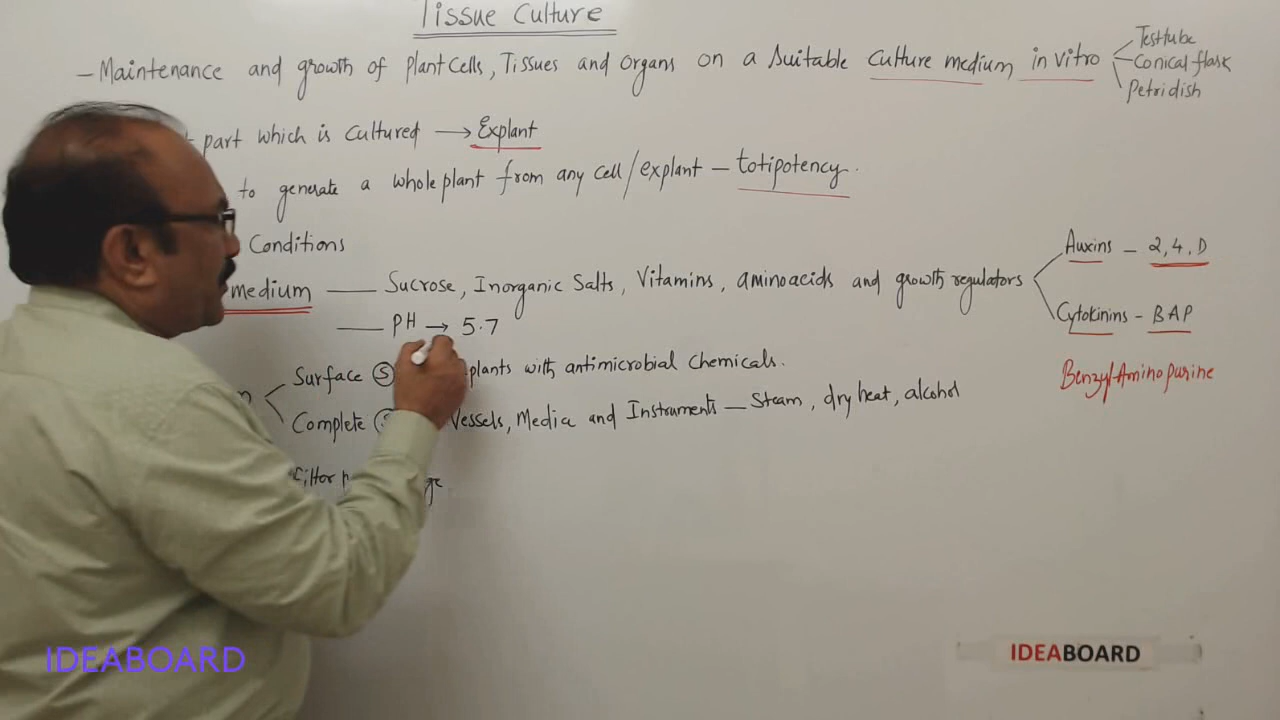 Tissue Culture
– Maintenance and growth of plant cells, Tissues and organs on a suitable culture medium in vitro
Testtube
Conical flask
Petridish
part which is cultured → Explant
to generate a whole plant from any cell/explant – totipotency.
Conditions
medium — Sucrose, Inorganic Salts, Vitamins, aminoacids and growth regulators
Auxins – 2,4,D
Cytokinins – BAP
Benzyl Amino purine
— PH → 5.7
Surface Ⓢ plants with antimicrobial chemicals.
Complete Vessels, Media and Instruments – Steam, dry heat, alcohol
IDEABOARD
IDEABOARD